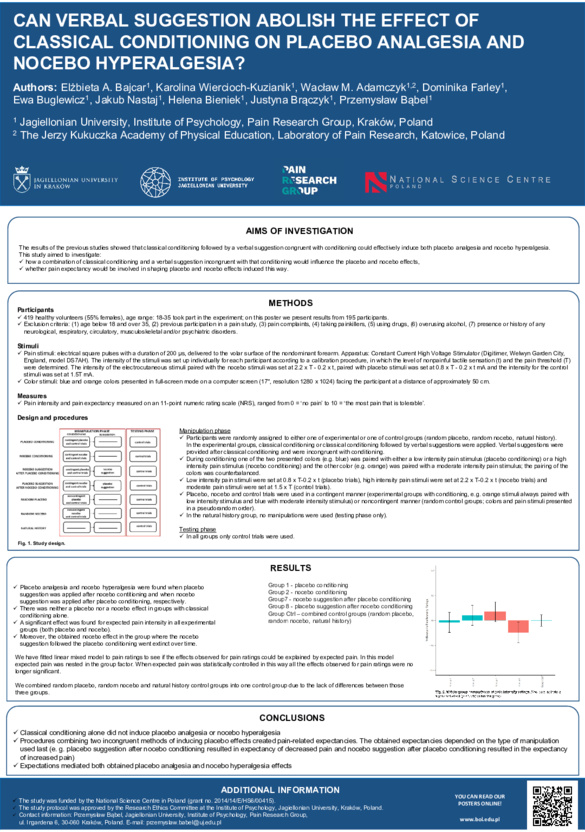 CAN VERBAL SUGGESTION ABOLISH THE EFFECT OF
CLASSICAL CONDITIONING ON PLACEBO ANALGESIA AND
NOCEBO HYPERALGESIA?
Authors: Elżbieta A. Bajcar¹, Karolina Wiercioch-Kuzianik¹, Wacław M. Adamczyk¹,², Dominika Farley¹,
Ewa Buglewicz¹, Jakub Nastaj¹, Helena Bieniek¹, Justyna Brączyk¹, Przemysław Bąbel¹
¹ Jagiellonian University, Institute of Psychology, Pain Research Group, Kraków, Poland
² The Jerzy Kukuczka Academy of Physical Education, Laboratory of Pain Research, Katowice, Poland
JAGIELLONIAN UNIVERSITY
IN KRAKÓW
INSTITUTE OF PSYCHOLOGY
JAGIELLONIAN UNIVERSITY
PAIN
RESEARCH
GROUP
NATIONAL SCIENCE CENTRE
POLAND
AIMS OF INVESTIGATION
The results of the previous studies showed that classical conditioning followed by a verbal suggestion congruent with conditioning could effectively induce both placebo analgesia and nocebo hyperalgesia.
This study aimed to investigate:
✓ how a combination of classical conditioning and a verbal suggestion incongruent with that conditioning would influence the placebo and nocebo effects,
✓ whether pain expectancy would be involved in shaping placebo and nocebo effects induced this way.
METHODS
Participants
✓ 419 healthy volunteers (55% females), age range: 18-35 took part in the experiment; on this poster we present results from 195 participants.
✓ Exclusion criteria: (1) age below 18 and over 35, (2) previous participation in a pain study, (3) pain complaints, (4) taking painkillers, (5) using drugs, (6) overusing alcohol, (7) presence or history of any
neurological, respiratory, circulatory, musculoskeletal and/or psychiatric disorders.
Stimuli
✓ Pain stimuli: electrical square pulses with a duration of 200 µs, delivered to the volar surface of the nondominant forearm. Apparatus: Constant Current High Voltage Stimulator (Digitimer, Welwyn Garden City,
England, model DS7AH). The intensity of the stimuli was set up individually for each participant according to a calibration procedure, in which the level of nonpainful tactile sensation (t) and the pain threshold (T)
were determined. The intensity of the electrocutaneous stimuli paired with the nocebo stimuli was set at 2.2 x T - 0.2 x t, paired with placebo stimuli was set at 0.8 x T - 0.2 x t mA and the intensity for the control
stimuli was set at 1.5T mA.
✓ Color stimuli: blue and orange colors presented in full-screen mode on a computer screen (17", resolution 1280 x 1024) facing the participant at a distance of approximately 50 cm.
Measures
✓ Pain intensity and pain expectancy measured on an 11-point numeric rating scale (NRS), ranged from 0 = 'no pain' to 10 = 'the most pain that is tolerable'.
Design and procedures
Fig. 1. Study design.
Manipulation phase
✓ Participants were randomly assigned to either one of experimental or one of control groups (random placebo, random nocebo, natural history).
In the experimental groups, classical conditioning or classical conditioning followed by verbal suggestions were applied. Verbal suggestions were
provided after classical conditioning and were incongruent with conditioning.
✓ During conditioning one of the two presented colors (e.g. blue) was paired with either a low intensity pain stimulus (placebo conditioning) or a high
intensity pain stimulus (nocebo conditioning) and the other color (e.g. orange) was paired with a moderate intensity pain stimulus; the pairing of the
colors was counterbalanced.
✓ Low intensity pain stimuli were set at 0.8 x T-0.2 x t (placebo trials), high intensity pain stimuli were set at 2.2 x T-0.2 x t (nocebo trials) and
moderate pain stimuli were set at 1.5 x T (control trials).
✓ Placebo, nocebo and control trials were used in a contingent manner (experimental groups with conditioning, e.g. orange stimuli always paired with
low intensity stimulus and blue with moderate intensity stimulus) or noncontingent manner (random control groups; colors and pain stimuli presented
in a pseudorandom order).
✓ In the natural history group, no manipulations were used (testing phase only).
Testing phase
✓ In all groups only control trials were used.
RESULTS
✓ Placebo analgesia and nocebo hyperalgesia were found when placebo
suggestion was applied after nocebo conditioning and when nocebo
suggestion was applied after placebo conditioning, respectively.
✓ There was neither a placebo nor a nocebo effect in groups with classical
conditioning alone.
✓ A significant effect was found for expected pain intensity in all experimental
groups (both placebo and nocebo).
✓ Moreover, the obtained nocebo effect in the group where the nocebo
suggestion followed the placebo conditioning went extinct over time.
Group 1 - placebo conditioning
Group 2 - nocebo conditioning
Group7 - nocebo suggestion after placebo conditioning
Group 8 - placebo suggestion after nocebo conditioning
Group Ctrl – combined control groups (random placebo,
random nocebo, natural history)
We have fitted linear mixed model to pain ratings to see if the effects observed for pain ratings could be explained by expected pain. In this model
expected pain was nested in the group factor. When expected pain was statistically controlled in this way all the effects observed for pain ratings were no
longer significant.
We combined random placebo, random nocebo and natural history control groups into one control group due to the lack of differences between those
three groups.
CONCLUSIONS
✓ Classical conditioning alone did not induce placebo analgesia or nocebo hyperalgesia
✓ Procedures combining two incongruent methods of inducing placebo effects created pain-related expectancies. The obtained expectancies depended on the type of manipulation
used last (e. g. placebo suggestion after nocebo conditioning resulted in expectancy of decreased pain and nocebo suggestion after placebo conditioning resulted in the expectancy
of increased pain)
✓ Expectations mediated both obtained placebo analgesia and nocebo hyperalgesia effects
ADDITIONAL INFORMATION
✓ The study was funded by the National Science Centre in Poland (grant no. 2014/14/E/HS6/00415).
✓ The study protocol was approved by the Research Ethics Committee at the Institute of Psychology, Jagiellonian University, Kraków, Poland.
✓ Contact information: Przemysław Bąbel, Jagiellonian University, Institute of Psychology, Pain Research Group,
ul. Ingardena 6, 30-060 Kraków, Poland. E-mail: przemyslaw.babel@uj.edu.pl
YOU CAN READ OUR
POSTERS ONLINE!
www.bol.edu.pl